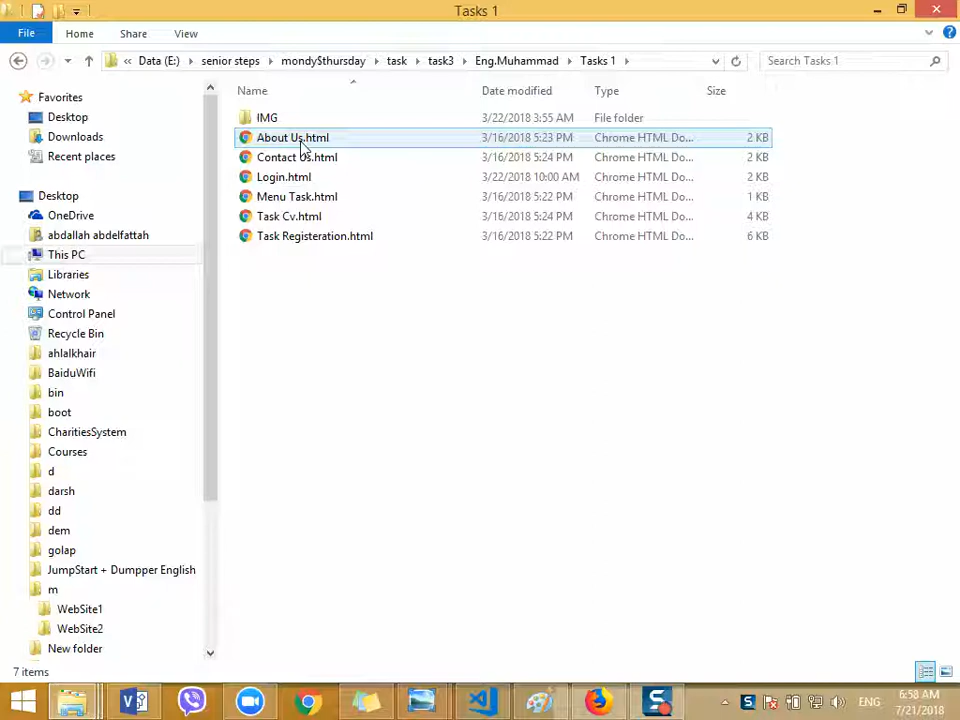 Tasks 1
File Home Share View
« Data (E:) senior steps mondy$thursday task task3 Eng.Muhammad Tasks 1 Search Tasks 1
Name Date modified Type Size
Favorites
Desktop
Downloads
Recent places
Desktop
OneDrive
abdallah abdelfattah
This PC
Libraries
Network
Control Panel
Recycle Bin
ahlalkhair
BaiduWifi
bin
boot
CharitiesSystem
Courses
d
darsh
dd
dem
golap
JumpStart + Dumpper English
m
WebSite1
WebSite2
New folder
IMG 3/22/2018 3:55 AM File folder
About Us.html 3/16/2018 5:23 PM Chrome HTML Do... 2 KB
Contact Us.html 3/16/2018 5:24 PM Chrome HTML Do... 2 KB
Login.html 3/22/2018 10:00 AM Chrome HTML Do... 2 KB
Menu Task.html 3/16/2018 5:22 PM Chrome HTML Do... 1 KB
Task Cv.html 3/16/2018 5:24 PM Chrome HTML Do... 4 KB
Task Registeration.html 3/16/2018 5:22 PM Chrome HTML Do... 6 KB
7 items
ENG 6:58 AM
7/21/2018